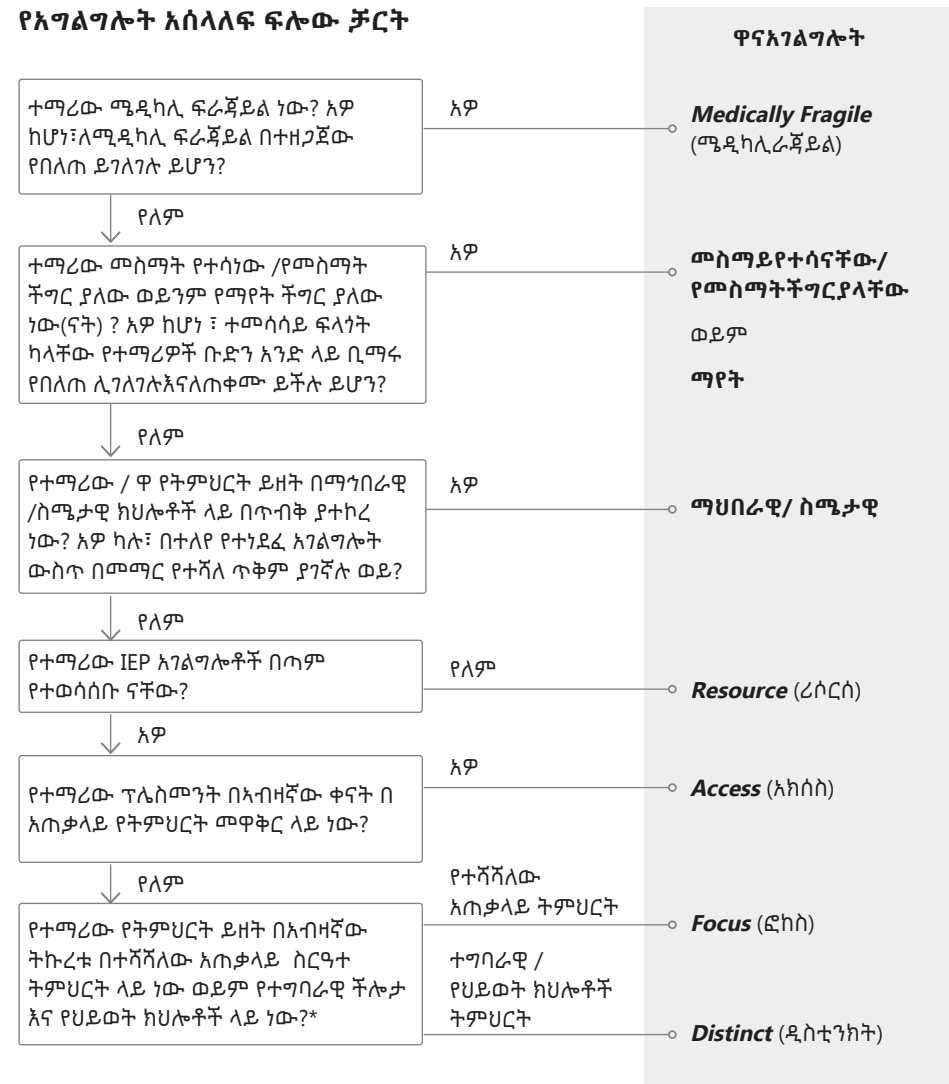 የአግልግሎት አሰላለፍ ፍሎው ቻርት
ዋናአገልግሎት
ተማሪው ሜዲካሊ ፍራጃይል ነው? አዎ
ከሆነ፣ለሚዲካሊ ፍራጃይል በተዘጋጀው
የበለጠ ይገለገሉ ይሆን?
አዎ
Medically Fragile
(ሜዲካሊራጃይል)
የለም
ተማሪው መስማት የተሳነው /የመስማት
ችግር ያለው ወይንም የማየት ችግር ያለው
ነው(ናት) ? አዎ ከሆነ ፣ ተመሳሳይ ፍላጎት
ካላቸው የተማሪዎች ቡድን አንድ ላይ ቢማሩ
የበለጠ ሊገለገሉእናለጠቀሙ ይችሉ ይሆን?
አዎ
መስማይየተሳናቸው/
የመስማትችግርያላቸው
ወይም
ማየት
የለም
የተማሪው / ዋ የትምህርት ይዘት በማኅበራዊ
/ስሜታዊ ክህሎቶች ላይ በጥብቅ ያተኮረ
ነው? አዎ ካሉ፣ በተለየ የተነደፈ አገልግሎት
ውስጥ በመማር የተሻለ ጥቅም ያገኛሉ ወይ?
አዎ
ማህበራዊ/ ስሜታዊ
የለም
የተማሪው IEP አገልግሎቶች በጣም
የተወሳሰቡ ናቸው?
የለም
Resource (ሪሶርሰ)
አዎ
የተማሪው ፕሌስመንት በኣብዛኛው ቀናት በ
አጠቃላይ የትምህርት መዋቅር ላይ ነው?
አዎ
Access (አክሰስ)
የለም
የተማሪው የትምህርት ይዘት በአብዛኛው
ትኩረቱ በተሻሻለው አጠቃላይ ስርዓተ
ትምህርት ላይ ነው ወይም የተግባራዊ ችሎታ
እና የህይወት ክህሎቶች ላይ ነው?*
የተሻሻለው
አጠቃላይ ትምህርት
Focus (ፎከስ)
ተግባራዊ /
የህይወት ክህሎቶች
ትምህርት
Distinct (ዲስቲንክት)